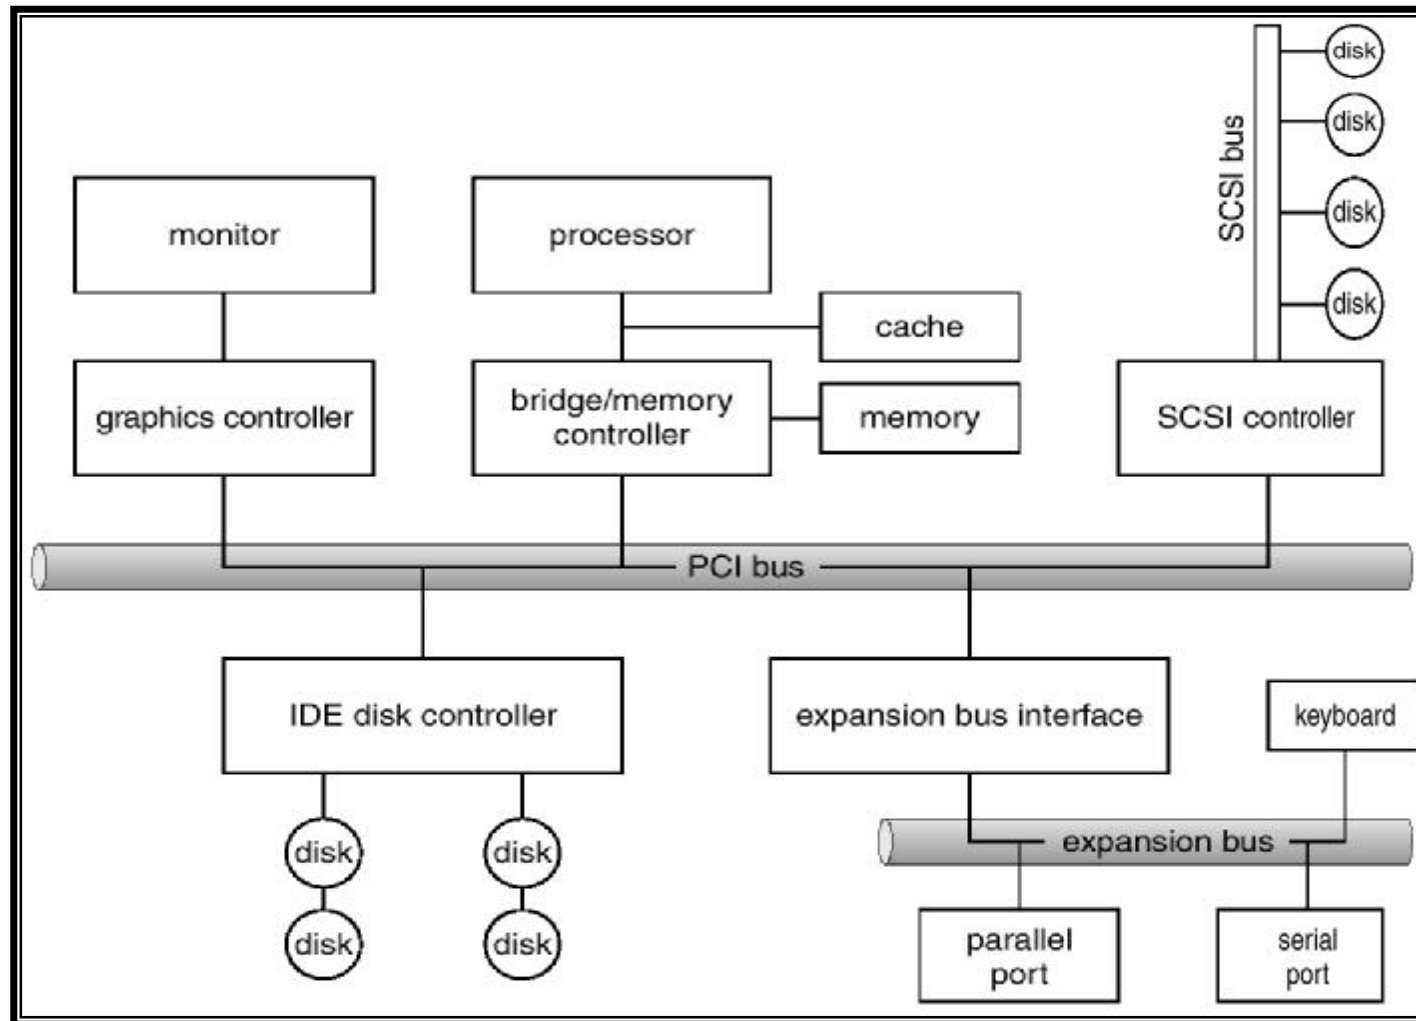 disk
disk
SCSI bus
disk
disk
monitor
processor
cache
graphics controller
bridge/memory
controller
memory
SCSI controller
PCI bus
IDE disk controller
expansion bus interface
keyboard
disk
disk
expansion bus
disk
disk
parallel
port
serial
port